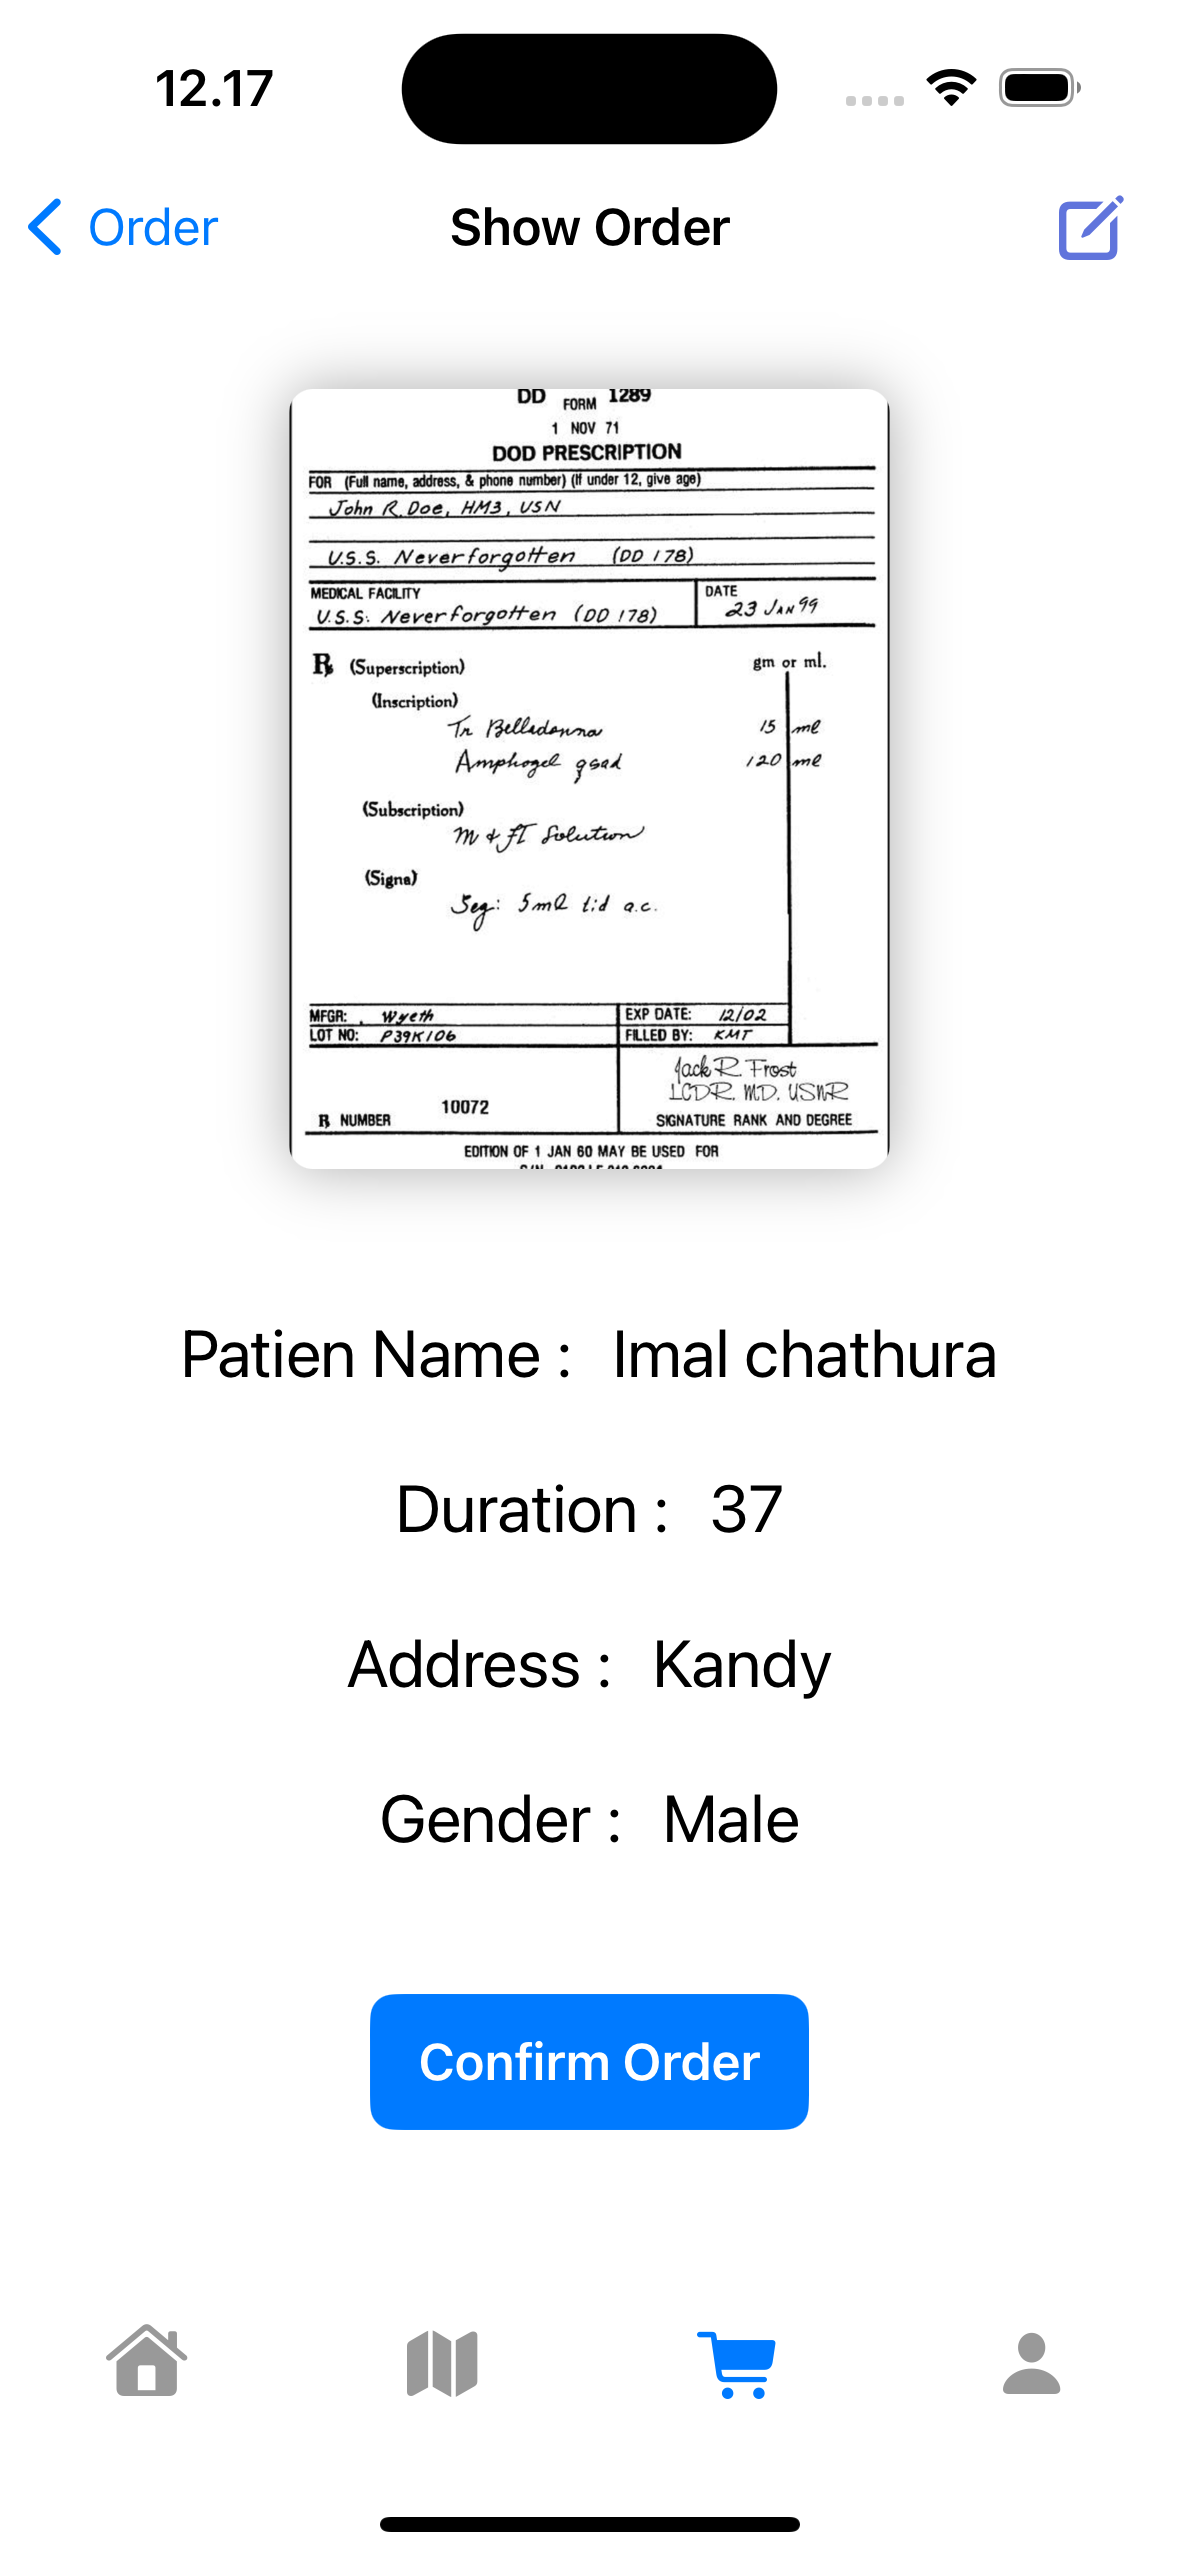 12.17
Order
Show Order
DD FORM 1289
1 NOV 71
DOD PRESCRIPTION
FOR (Full name, address, & phone number) (If under 12, give age)
John R. Doe, HM3, USN
U.S.S. Neverforgotten (DD 178)
MEDICAL FACILITY
U.S.S. Neverforgotten (DD 178)
DATE
23 JAN 99
℞ (Superscription)
gm or ml.
(Inscription)
Tr Belladonna 15 ml
Amphogel qsad 120 ml
(Subscription)
M & ft Solution
(Signa)
Sig: 5ml tid a.c.
MFGR: Wyeth
EXP DATE: 12/02
LOT NO: P39K106
FILLED BY: KMT
Jack R. Frost
LCDR, MD, USNR
10072
℞ NUMBER
SIGNATURE RANK AND DEGREE
EDITION OF 1 JAN 60 MAY BE USED FOR
Patien Name : Imal chathura
Duration : 37
Address : Kandy
Gender : Male
Confirm Order